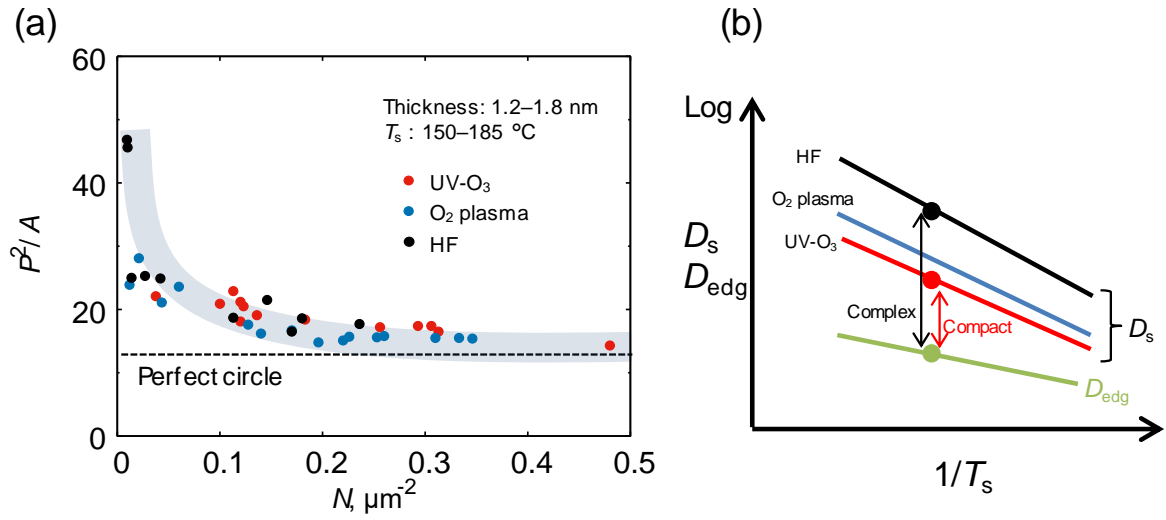 (a)
60
40
20
0
P²/A
0
0.1
0.2
0.3
0.4
0.5
N, μm⁻²
Thickness: 1.2–1.8 nm
Tₛ : 150–185 °C
UV-O₃
O₂ plasma
HF
Perfect circle
(b)
Log
HF
O₂ plasma
UV-O₃
Dₛ
D_edg
Complex
Compact
Dₛ
D_edg
1/Tₛ